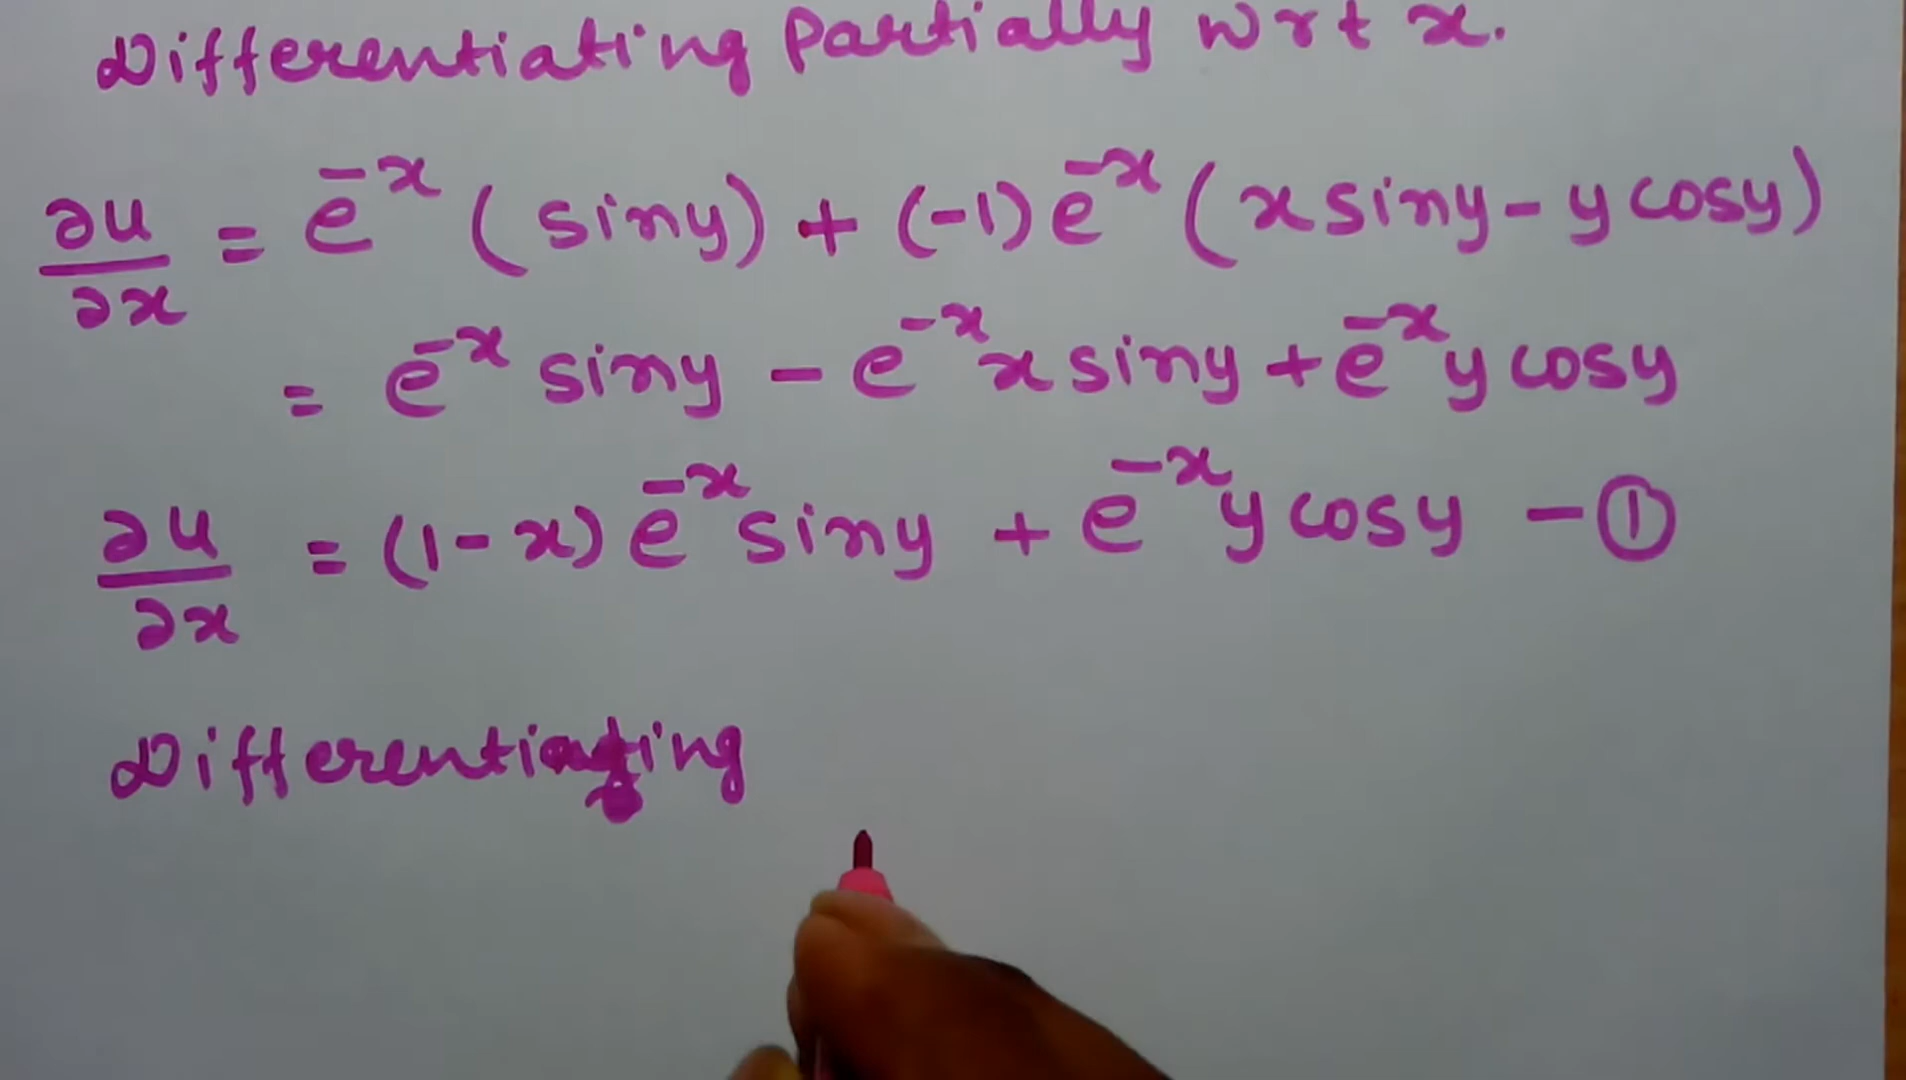 Differentiating Partially w r t x.
∂u/∂x = e^-x (siny) + (-1) e^-x (x siny - y cosy)
= e^-x siny - e^-x x siny + e^-x y cosy
∂u/∂x = (1-x) e^-x siny + e^-x y cosy - ①
Differentiating